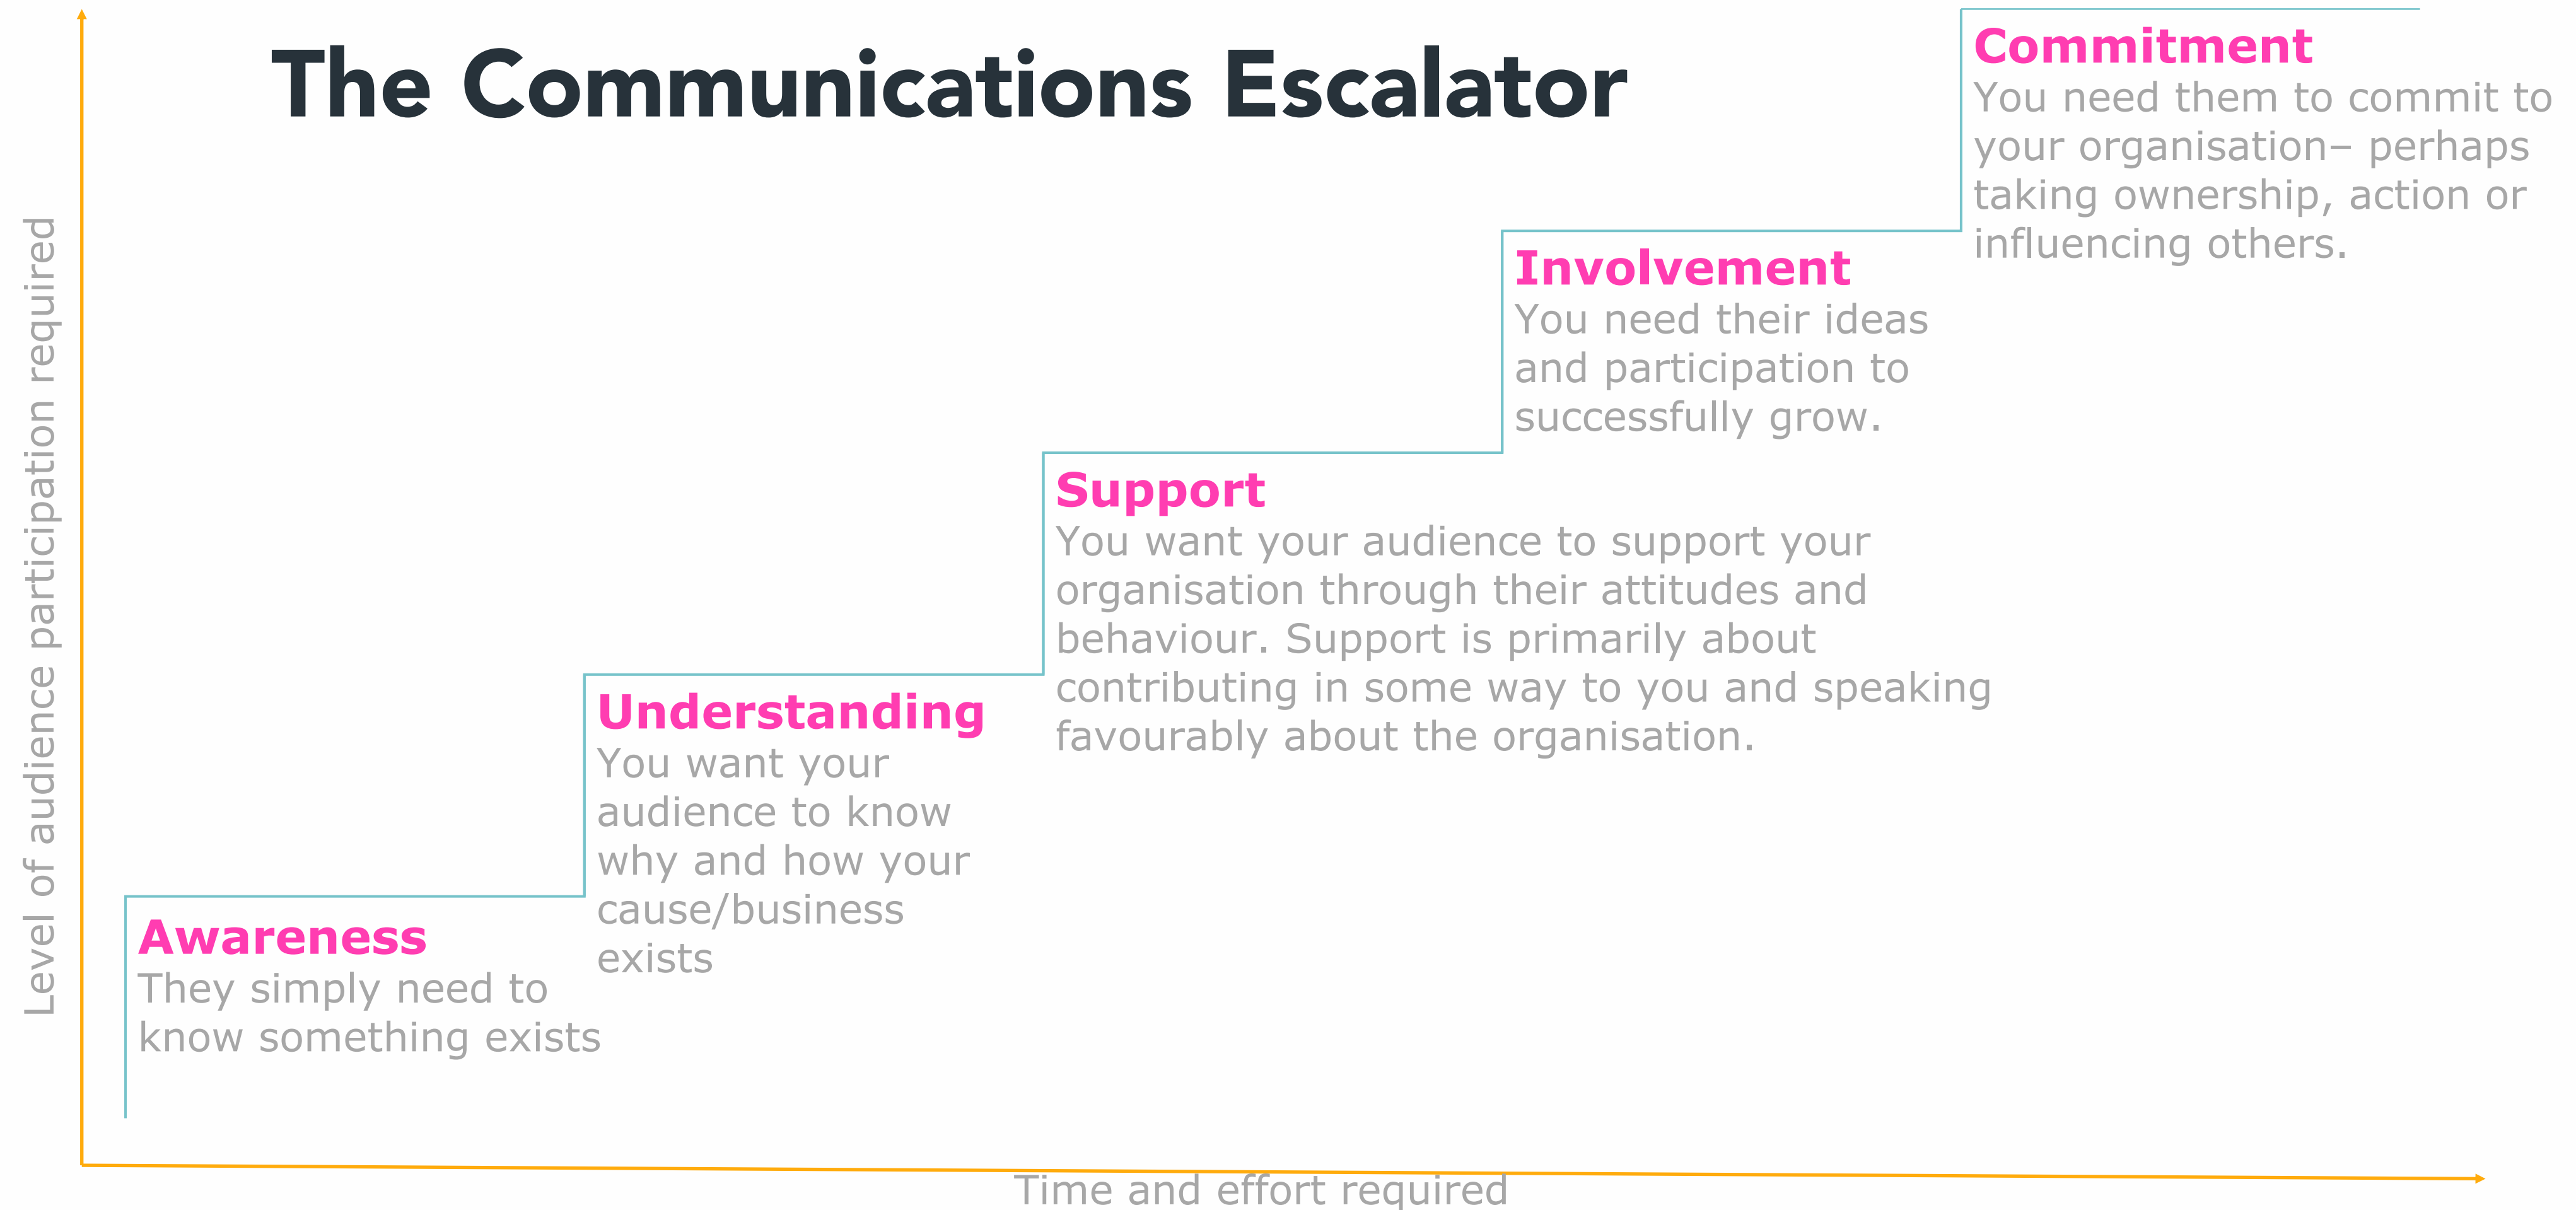 The Communications Escalator
Level of audience participation required
Commitment
You need them to commit to
your organisation– perhaps
taking ownership, action or
influencing others.
Involvement
You need their ideas
and participation to
successfully grow.
Support
You want your audience to support your
organisation through their attitudes and
behaviour. Support is primarily about
contributing in some way to you and speaking
favourably about the organisation.
Understanding
You want your
audience to know
why and how your
cause/business
exists
Awareness
They simply need to
know something exists
Time and effort required